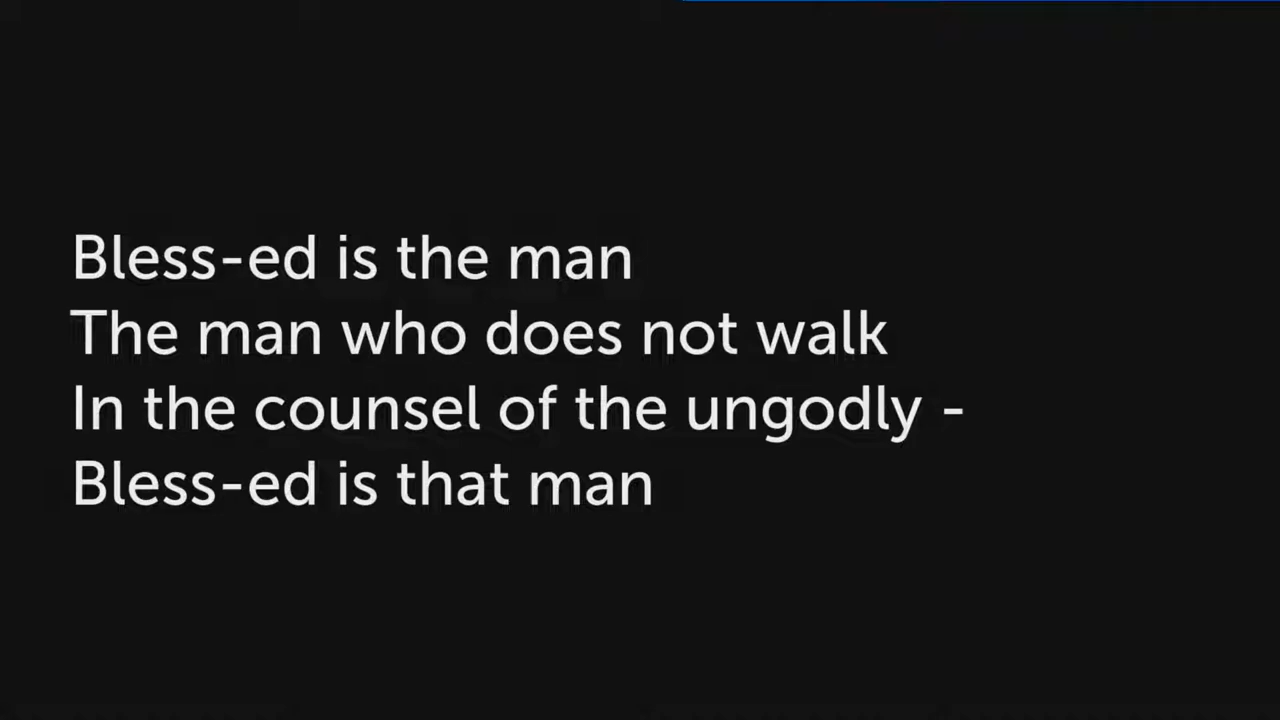 Bless-ed is the man
The man who does not walk
In the counsel of the ungodly -
Bless-ed is that man